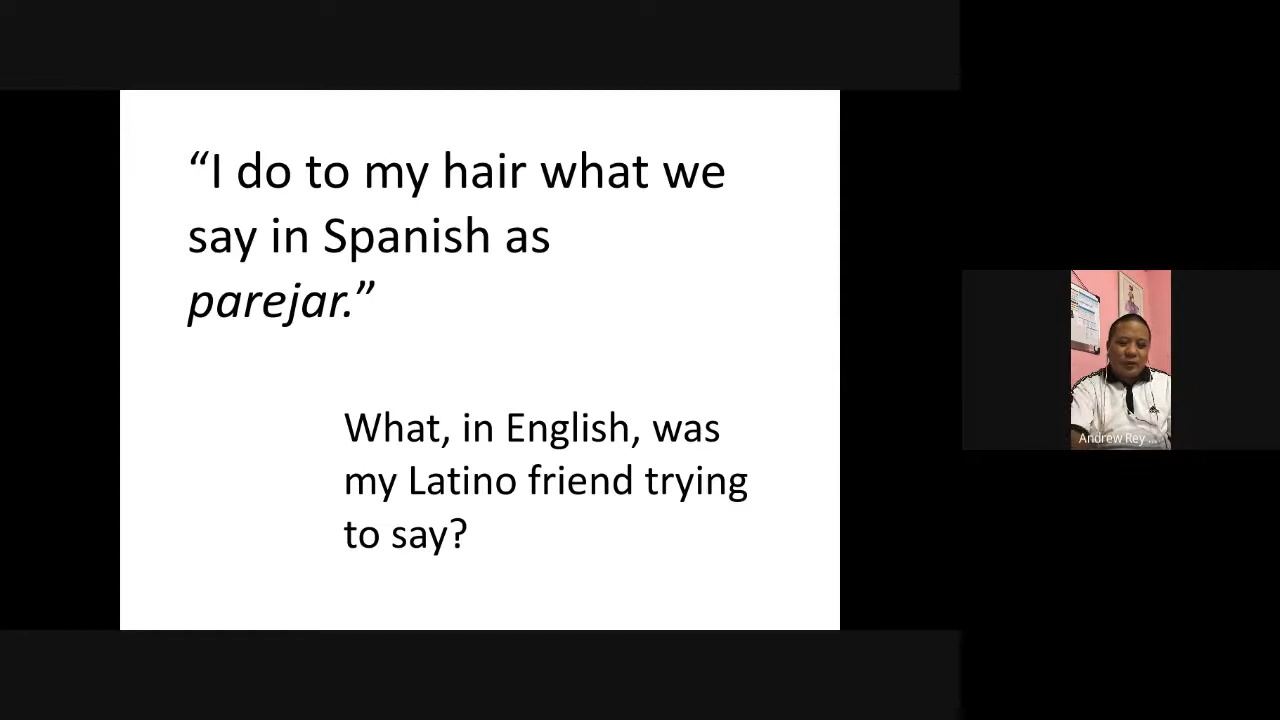 “I do to my hair what we
say in Spanish as
parejar.”
What, in English, was
my Latino friend trying
to say?
Andrew Rey ...